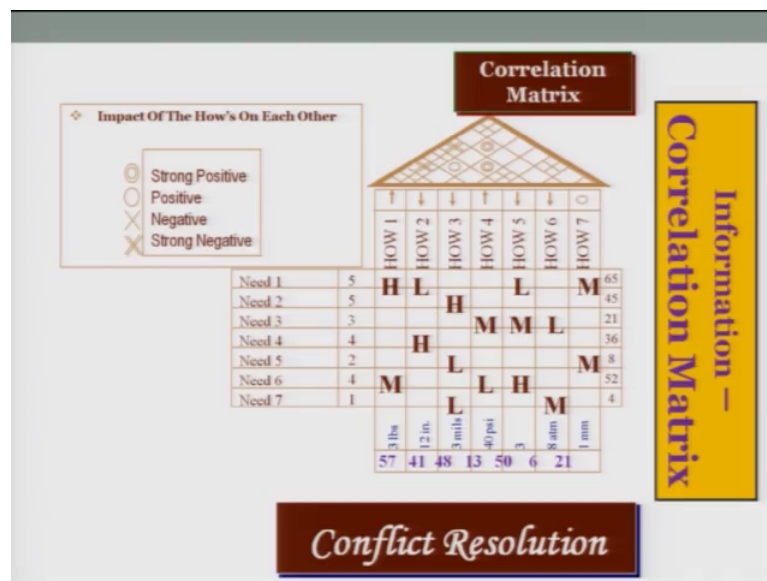 Correlation
Matrix
Impact Of The How's On Each Other
Strong Positive
Positive
Negative
Strong Negative
Information –
Correlation Matrix
HOW 1
HOW 2
HOW 3
HOW 4
HOW 5
HOW 6
HOW 7
Need 1 5 H L L M 65
Need 2 5 H 45
Need 3 3 M M L 21
Need 4 4 H 36
Need 5 2 L M 8
Need 6 4 M L H 52
Need 7 1 L M 4
3 lbs
12 in.
3 mils
40 psi
3
8 atm
1 mm
57 41 48 13 50 6 21
Conflict Resolution